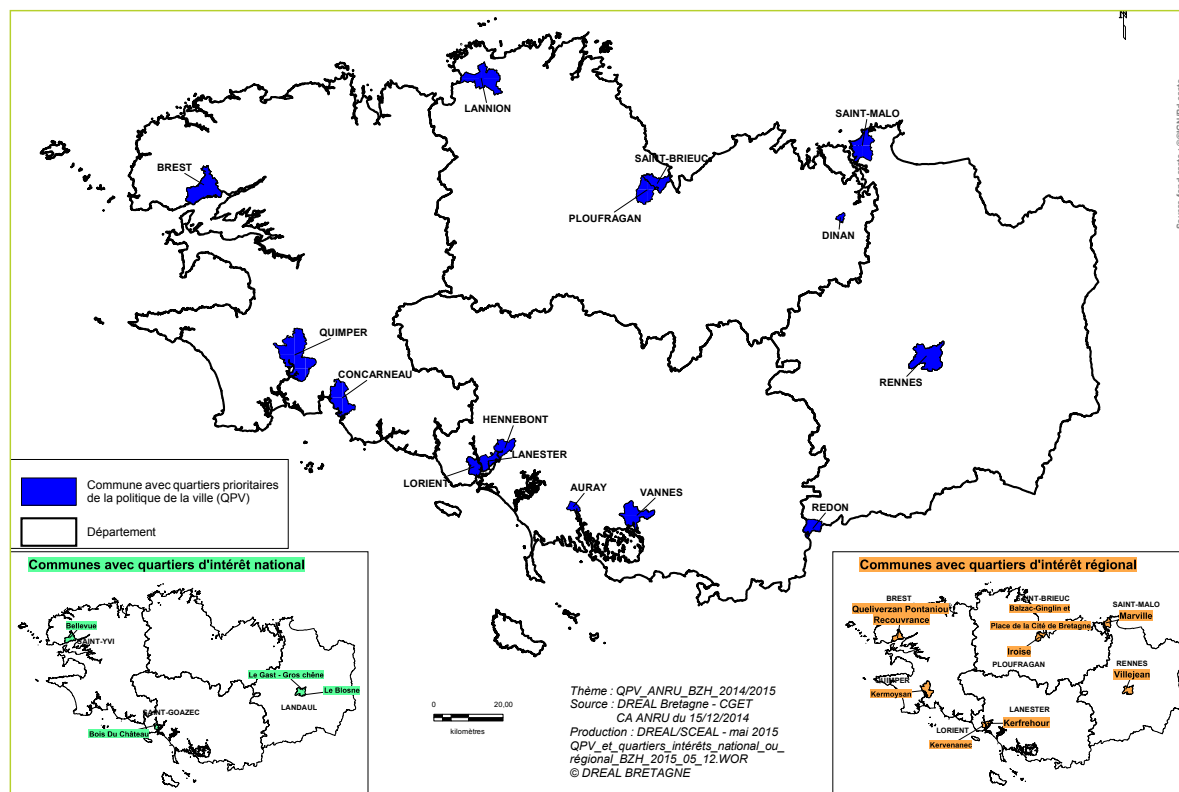 LANNION
SAINT-MALO
BREST
SAINT-BRIEUC
PLOUFRAGAN
DINAN
QUIMPER
CONCARNEAU
RENNES
HENNEBONT
LANESTER
LORIENT
AURAY
VANNES
REDON
Commune avec quartiers prioritaires
de la politique de la ville (QPV)
Département
Communes avec quartiers d'intérêt national
Bellevue
SAINT-YVI
Le Gast - Gros chêne
Le Blosne
LANDAUL
SAINT-GOAZEC
Bois Du Château
0 20,00
kilomètres
Thème : QPV_ANRU_BZH_2014/2015
Source : DREAL Bretagne - CGET
CA ANRU du 15/12/2014
Production : DREAL/SCEAL - mai 2015
QPV_et_quartiers_intérêts_national_ou_
régional_BZH_2015_05_12.WOR
© DREAL BRETAGNE
Communes avec quartiers d'intérêt régional
BREST
Queliverzan Pontaniou
Recouvrance
SAINT-BRIEUC
Balzac-Ginglin et
Place de la Cité de Bretagne
SAINT-MALO
Marville
Iroise
PLOUFRAGAN
RENNES
Villejean
QUIMPER
Kermoysan
LANESTER
Kerfrehour
LORIENT
Kervenanec